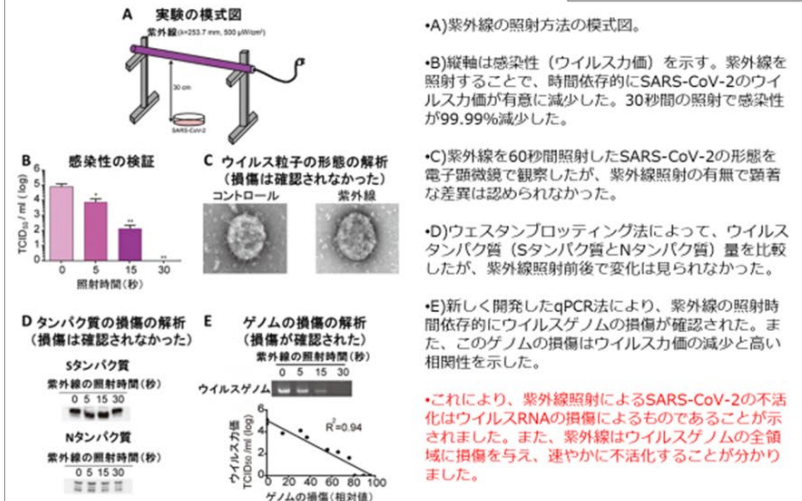 A 実験の模式図
紫外線(λ=253.7 mm, 500 μW/cm²)
30 cm
SARS-CoV-2
B 感染性の検証
TCID₅₀/ ml ( log)
6
5
4
3
2
1
0
*
**
**
0 5 15 30
照射時間(秒)
C ウイルス粒子の形態の解析
(損傷は確認されなかった)
コントロール 紫外線
D タンパク質の損傷の解析
(損傷は確認されなかった)
Sタンパク質
紫外線の照射時間(秒)
0 5 15 30
Nタンパク質
紫外線の照射時間(秒)
0 5 15 30
E ゲノムの損傷の解析
(損傷が確認された)
紫外線の照射時間(秒)
0 5 15 30
ウイルスゲノム
ウイルス力価
TCID₅₀ /ml (log)
6
4
2
0
R²=0.94
0 20 40 60 80 100
ゲノムの損傷(相対値)
•A)紫外線の照射方法の模式図。
•B)縦軸は感染性(ウイルス力価)を示す。紫外線を
照射することで、時間依存的にSARS-CoV-2のウイ
ルス力価が有意に減少した。30秒間の照射で感染性
が99.99%減少した。
•C)紫外線を60秒間照射したSARS-CoV-2の形態を
電子顕微鏡で観察したが、紫外線照射の有無で顕著
な差異は認められなかった。
•D)ウェスタンブロッティング法によって、ウイルス
タンパク質(Sタンパク質とNタンパク質)量を比較
したが、紫外線照射前後で変化は見られなかった。
•E)新しく開発したqPCR法により、紫外線の照射時
間依存的にウイルスゲノムの損傷が確認された。ま
た、このゲノムの損傷はウイルス力価の減少と高い
相関性を示した。
•これにより、紫外線照射によるSARS-CoV-2の不活
化はウイルスRNAの損傷によるものであることが示
されました。また、紫外線はウイルスゲノムの全領
域に損傷を与え、速やかに不活化することが分かり
ました。